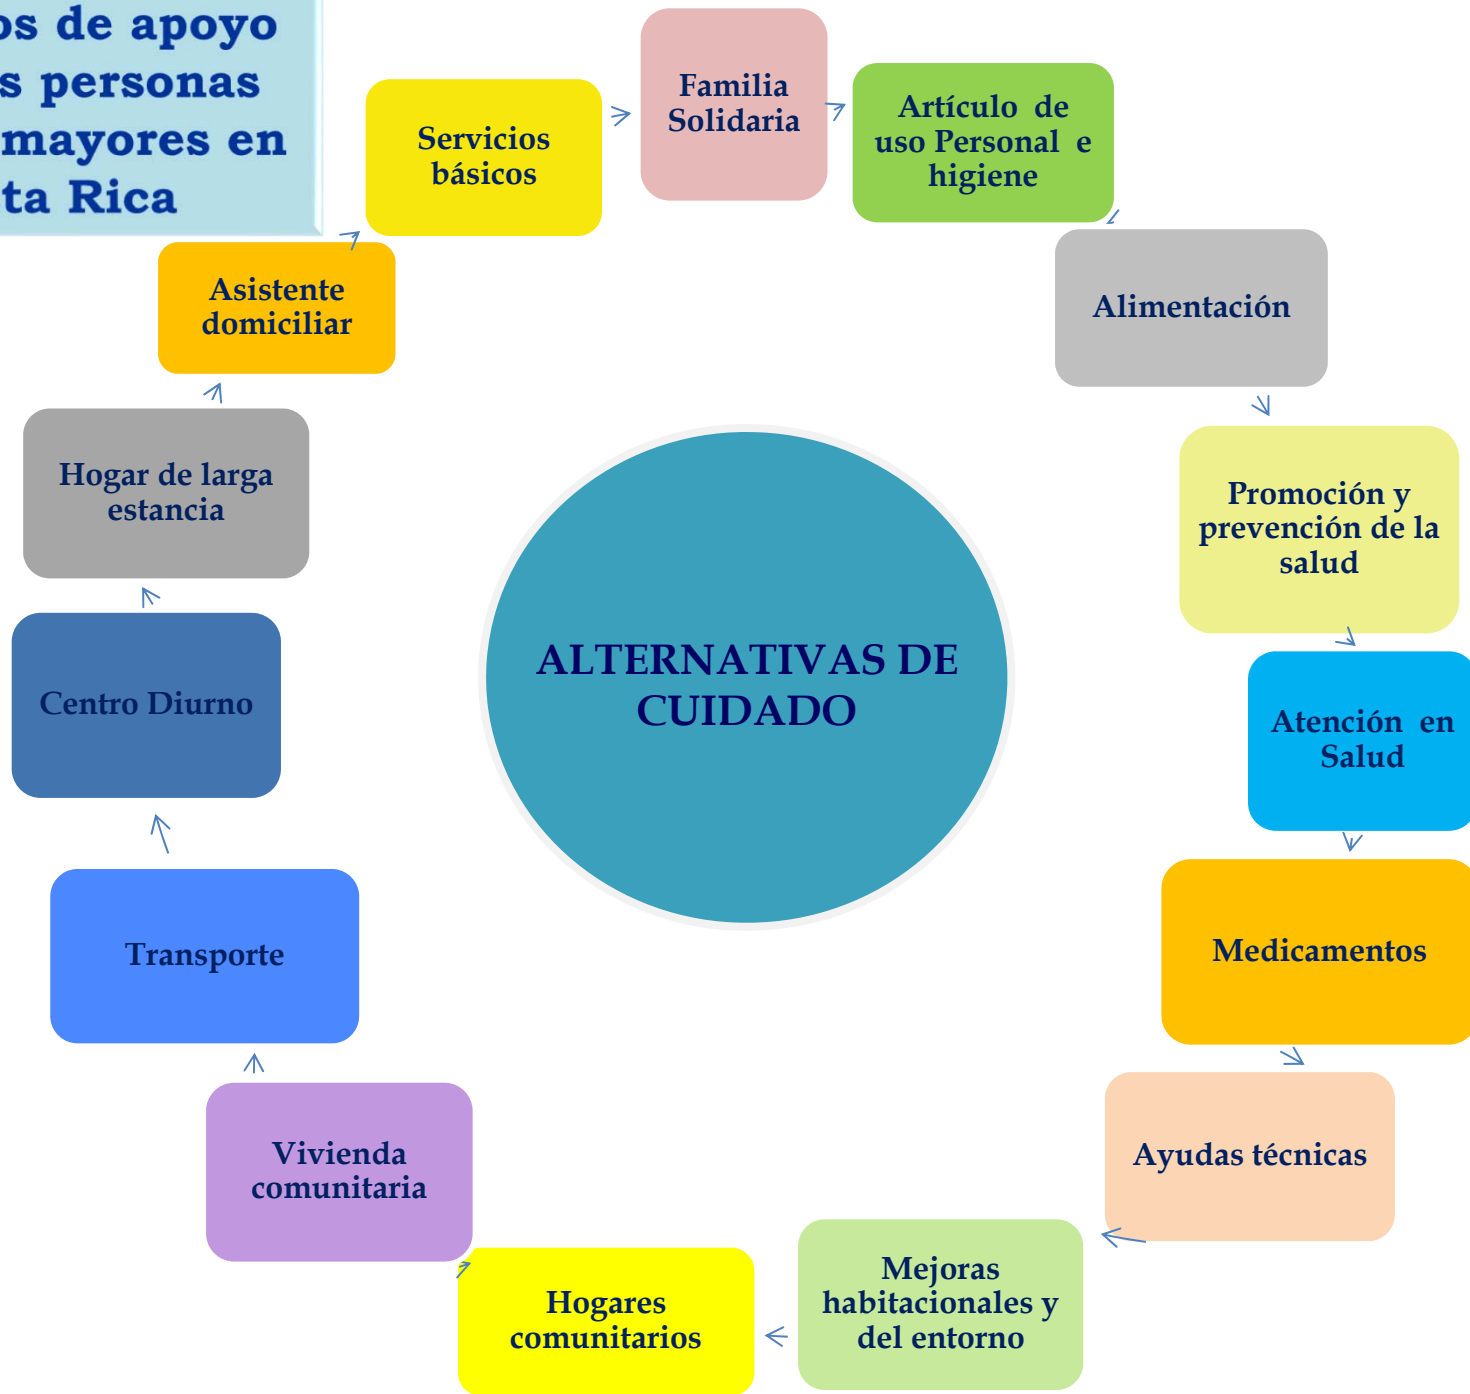 os de apoyo
s personas
mayores en
ta Rica
Familia
Solidaria
Artículo de
uso Personal e
higiene
Alimentación
Promoción y
prevención de la
salud
Atención en
Salud
Medicamentos
Ayudas técnicas
Mejoras
habitacionales y
del entorno
Hogares
comunitarios
Vivienda
comunitaria
Transporte
Centro Diurno
Hogar de larga
estancia
Asistente
domiciliar
Servicios
básicos
ALTERNATIVAS DE
CUIDADO